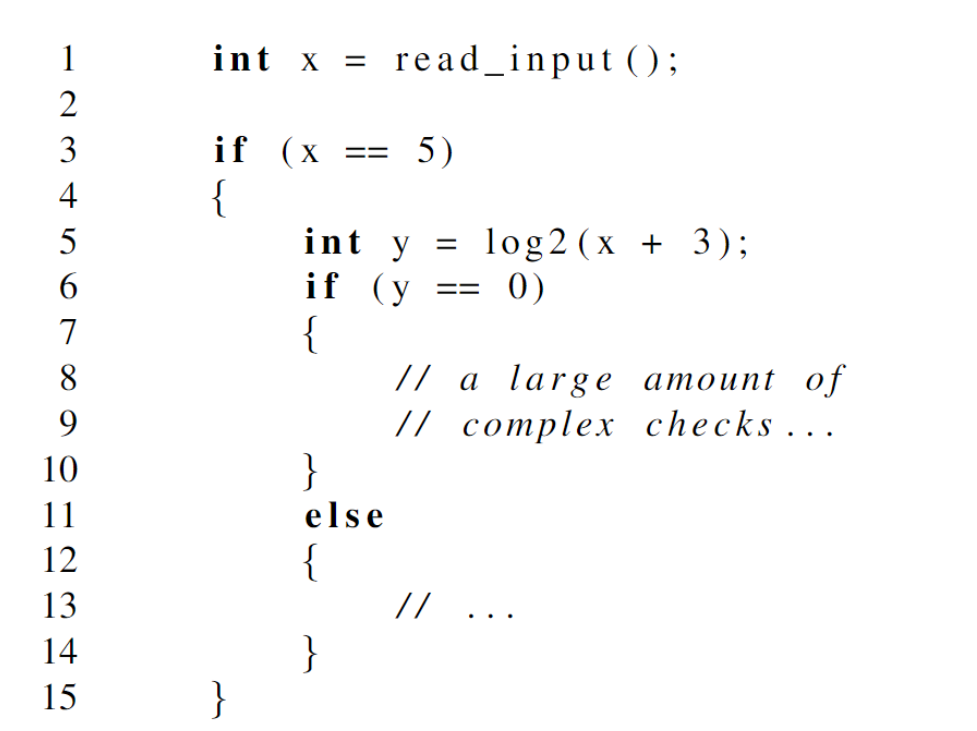 1 int x = read_input();
2
3 if (x == 5)
4 {
5 int y = log2(x + 3);
6 if (y == 0)
7 {
8 // a large amount of
9 // complex checks...
10 }
11 else
12 {
13 // ...
14 }
15 }